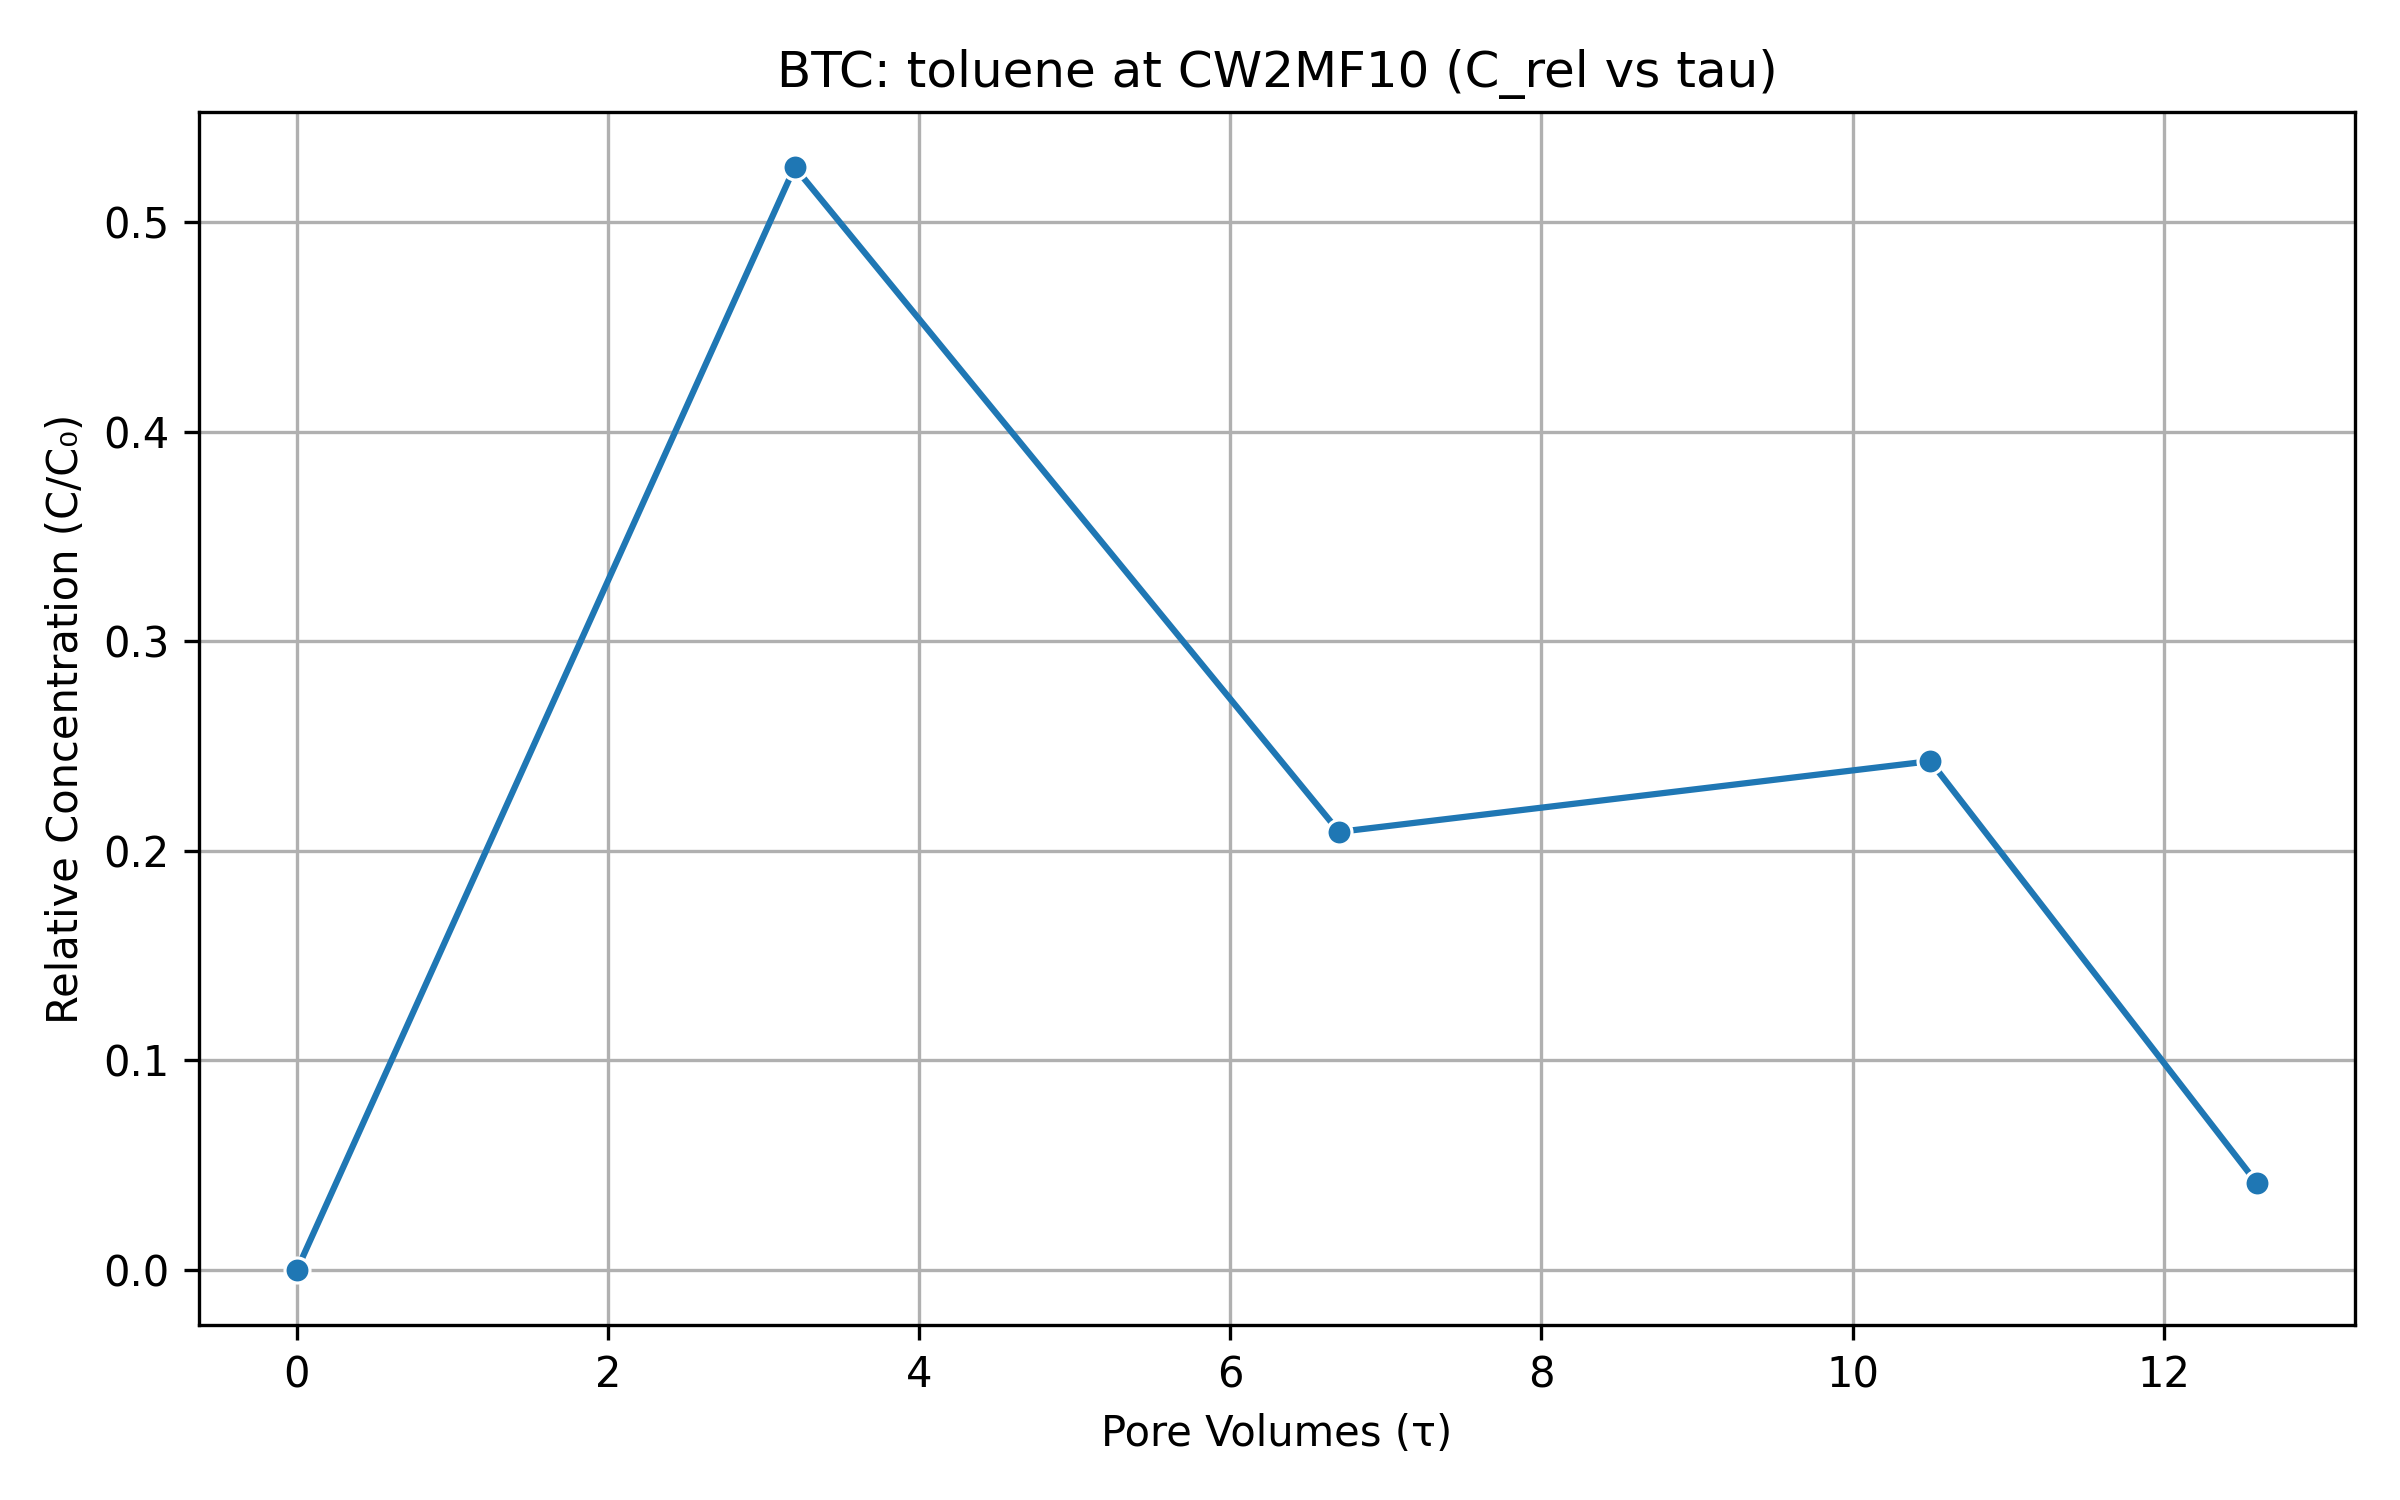 BTC: toluene at CW2MF10 (C_rel vs tau)
Relative Concentration (C/C₀)
0.5
0.4
0.3
0.2
0.1
0.0
0 2 4 6 8 10 12
Pore Volumes (τ)